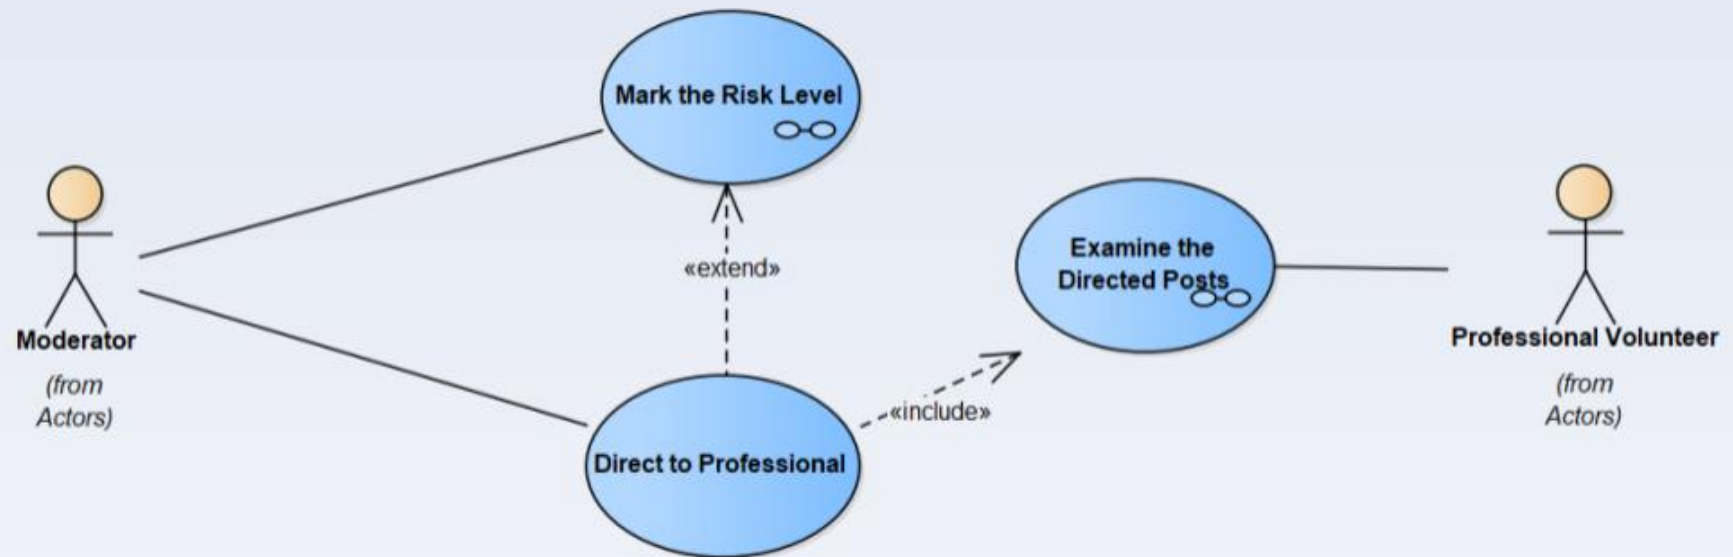 Mark the Risk Level
«extend»
Examine the
Directed Posts
Moderator
(from
Actors)
Professional Volunteer
(from
Actors)
«include»
Direct to Professional